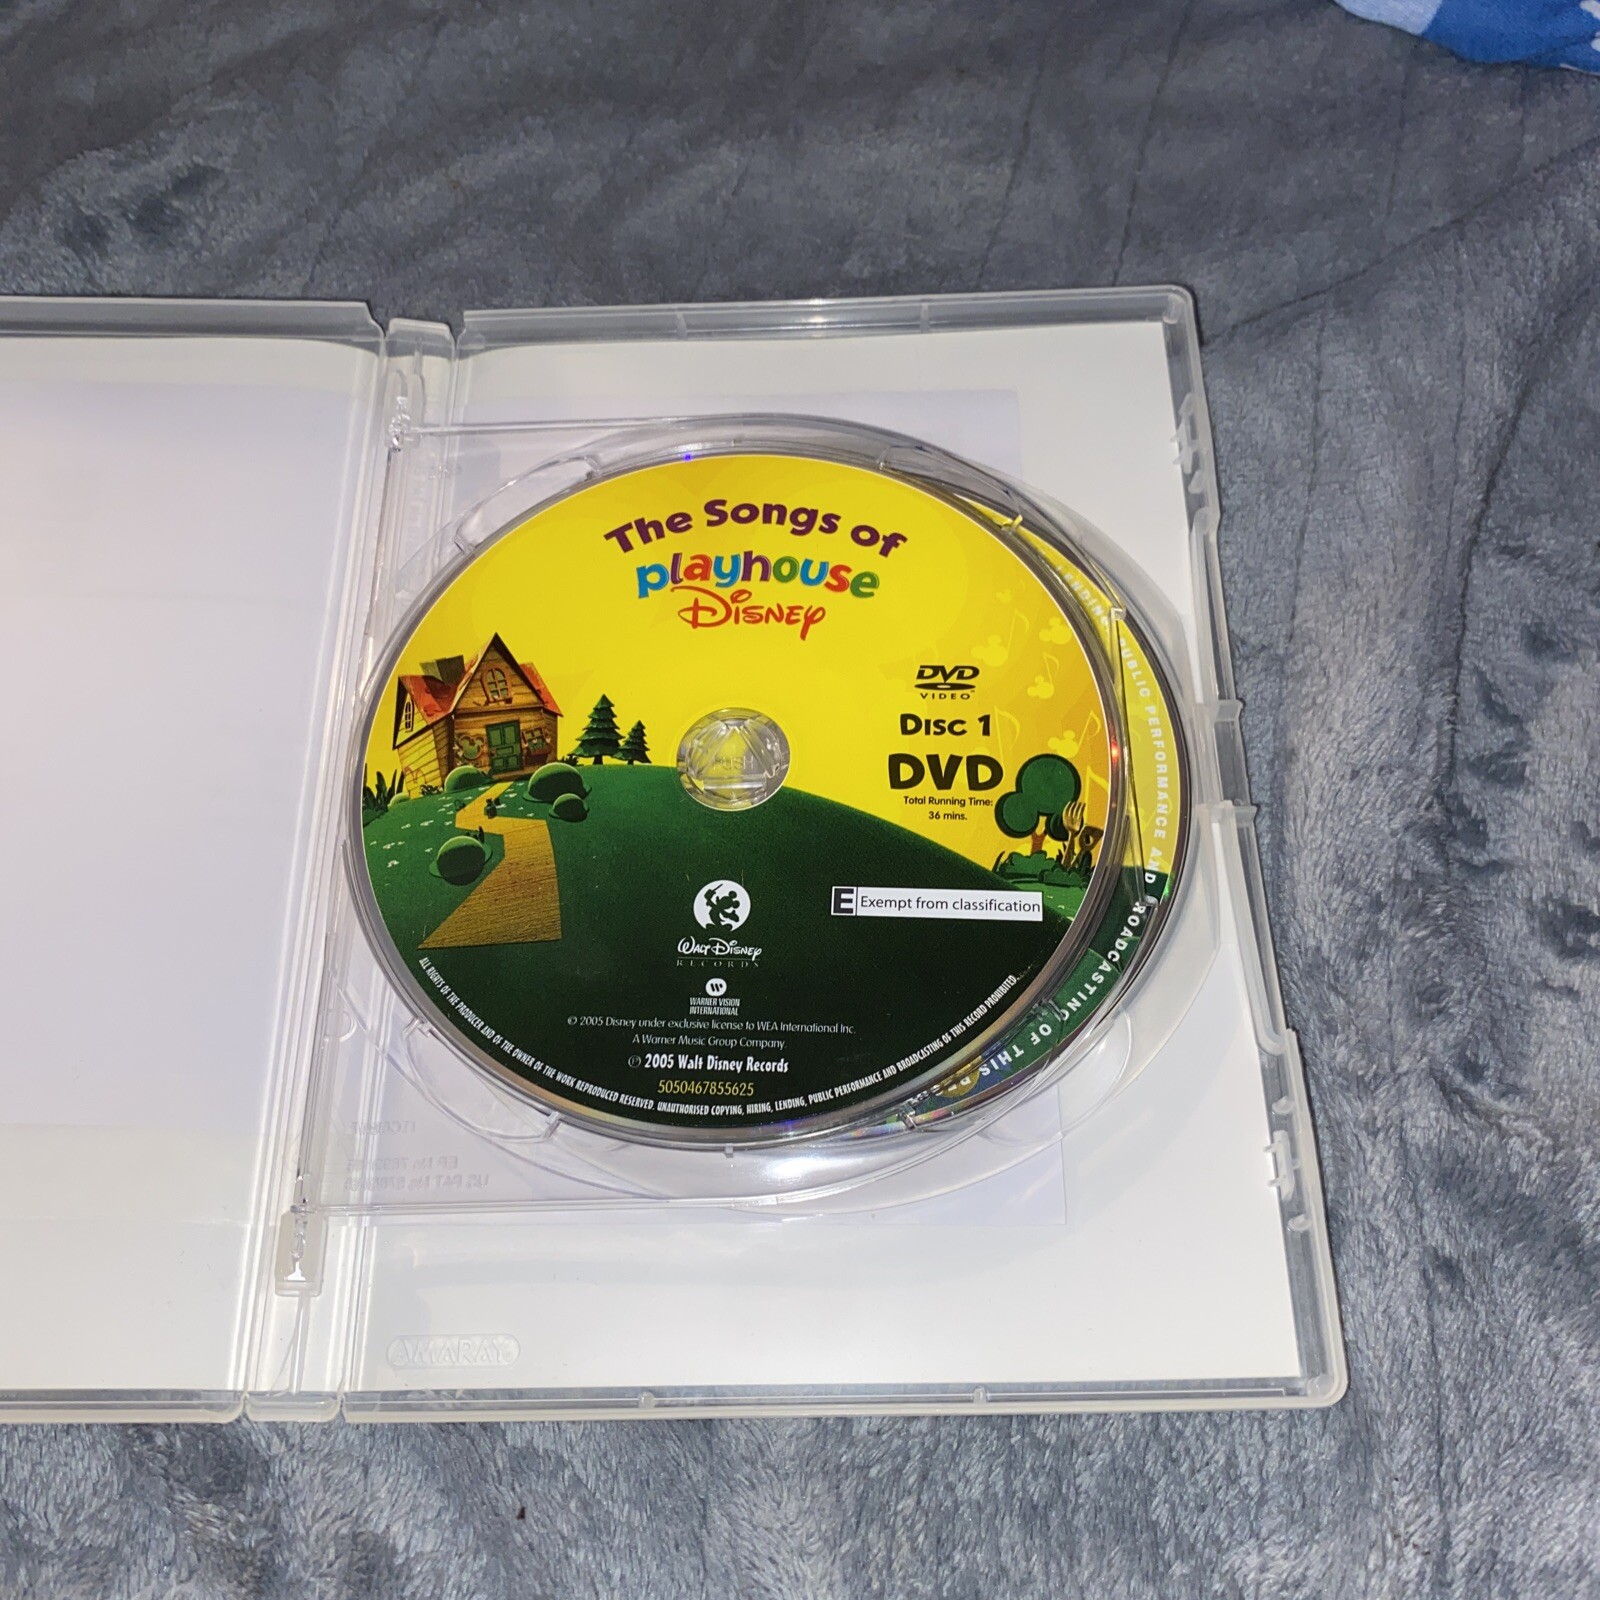 The Songs of
playhouse
Disney
DVD
VIDEO
Disc 1
DVD
Total Running Time:
36 mins.
E Exempt from classification
Walt Disney
RECORDS
WARNER VISION
INTERNATIONAL
© 2005 Disney under exclusive license to WEA International Inc.
A Warner Music Group Company.
℗ 2005 Walt Disney Records
5050467855625
ALL RIGHTS OF THE PRODUCER AND OF THE OWNER OF THE WORK REPRODUCED RESERVED. UNAUTHORISED COPYING, HIRING, LENDING, PUBLIC PERFORMANCE AND BROADCASTING OF THIS RECORD PROHIBITED.
LENDING, PUBLIC PERFORMANCE AND BROADCASTING OF THIS
AMARAY